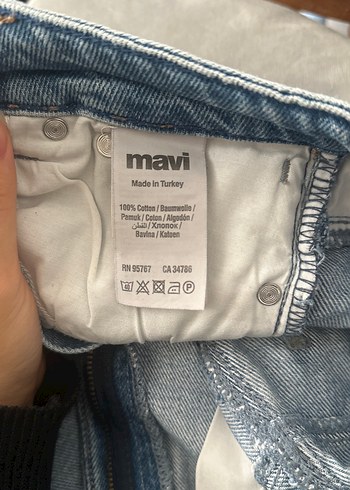 mavi
Made in Turkey
100% Cotton / Baumwolle /
Pamuk / Coton / Algodón /
القطن / Хлопок /
Bavlna / Katoen
RN 95767 CA 34786